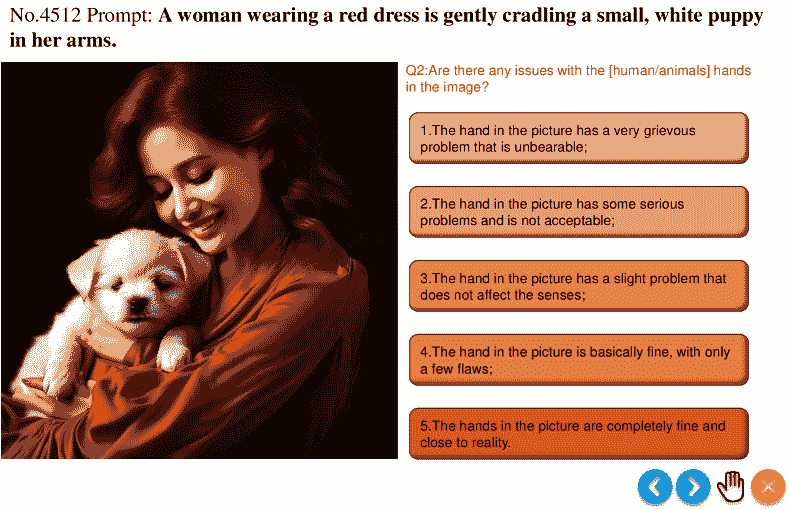 No.4512 Prompt: A woman wearing a red dress is gently cradling a small, white puppy
in her arms.
Q2:Are there any issues with the [human/animals] hands
in the image?
1.The hand in the picture has a very grievous
problem that is unbearable;
2.The hand in the picture has some serious
problems and is not acceptable;
3.The hand in the picture has a slight problem that
does not affect the senses;
4.The hand in the picture is basically fine, with only
a few flaws;
5.The hands in the picture are completely fine and
close to reality.